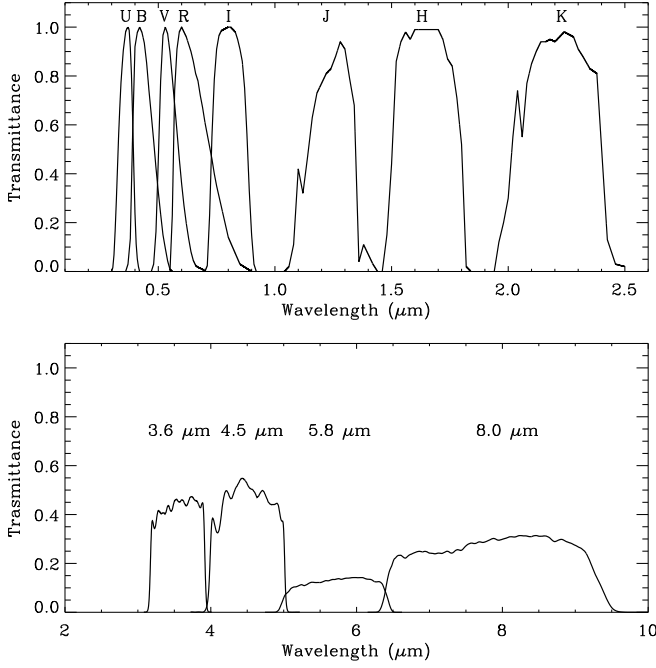 U B V R I J H K
1.0
0.8
0.6
0.4
0.2
0.0
Transmittance
0.5 1.0 1.5 2.0 2.5
Wavelength (μm)
1.0
0.8
0.6
0.4
0.2
0.0
Trasmittance
3.6 μm 4.5 μm 5.8 μm 8.0 μm
2 4 6 8 10
Wavelength (μm)